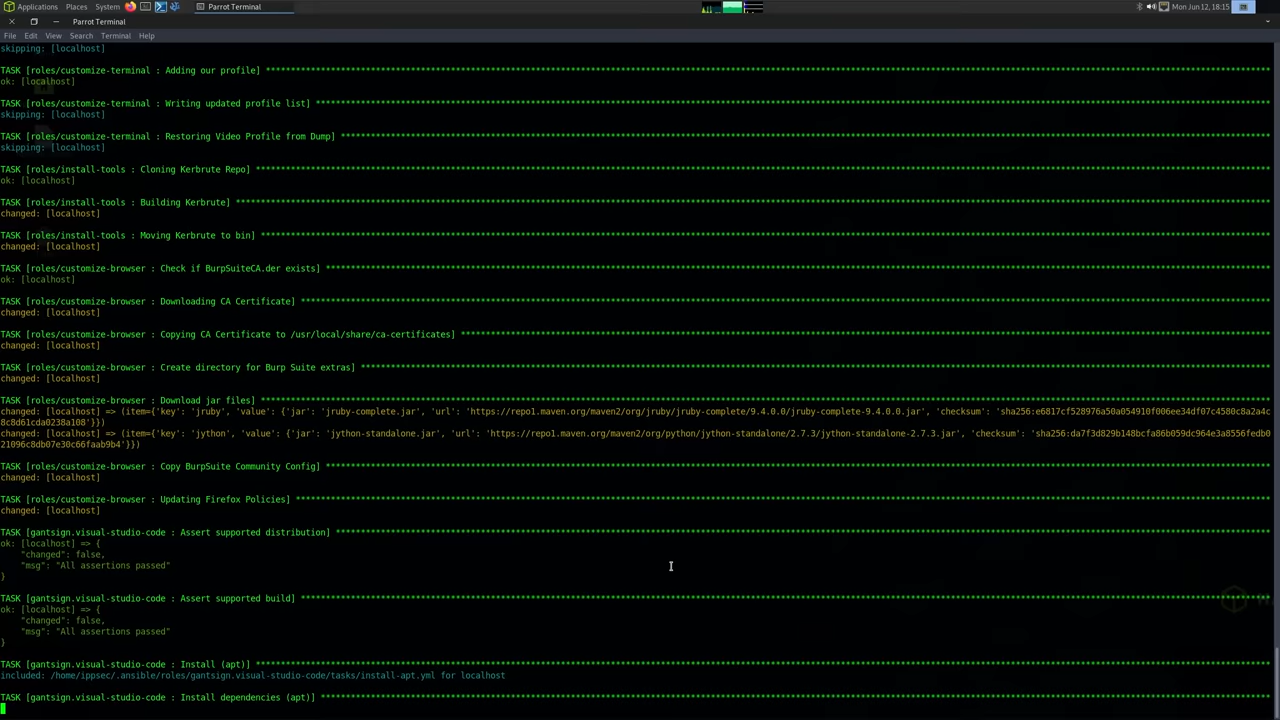 Applications Places System Parrot Terminal Mon Jun 12, 18:15
Parrot Terminal
File Edit View Search Terminal Help
skipping: [localhost]
TASK [roles/customize-terminal : Adding our profile] ****************************************************************************************************
ok: [localhost]
TASK [roles/customize-terminal : Writing updated profile list] ****************************************************************************************************
skipping: [localhost]
TASK [roles/customize-terminal : Restoring Video Profile from Dump] ****************************************************************************************************
skipping: [localhost]
TASK [roles/install-tools : Cloning Kerbrute Repo] ****************************************************************************************************
ok: [localhost]
TASK [roles/install-tools : Building Kerbrute] ****************************************************************************************************
changed: [localhost]
TASK [roles/install-tools : Moving Kerbrute to bin] ****************************************************************************************************
changed: [localhost]
TASK [roles/customize-browser : Check if BurpSuiteCA.der exists] ****************************************************************************************************
ok: [localhost]
TASK [roles/customize-browser : Downloading CA Certificate] ****************************************************************************************************
changed: [localhost]
TASK [roles/customize-browser : Copying CA Certificate to /usr/local/share/ca-certificates] ****************************************************************************************************
changed: [localhost]
TASK [roles/customize-browser : Create directory for Burp Suite extras] ****************************************************************************************************
changed: [localhost]
TASK [roles/customize-browser : Download jar files] ****************************************************************************************************
changed: [localhost] => (item={'key': 'jruby', 'value': {'jar': 'jruby-complete.jar', 'url': 'https://repo1.maven.org/maven2/org/jruby/jruby-complete/9.4.0.0/jruby-complete-9.4.0.0.jar', 'checksum': 'sha256:e6817cf528976a50a054910f006ee34df07c4580c8a2a4c
8c8d61cda0238a108'}})
changed: [localhost] => (item={'key': 'jython', 'value': {'jar': 'jython-standalone.jar', 'url': 'https://repo1.maven.org/maven2/org/python/jython-standalone/2.7.3/jython-standalone-2.7.3.jar', 'checksum': 'sha256:da7f3d829b148bcfa86b059dc964e3a8556fedb0
21096c8db07e30c66faab9b4'}})
TASK [roles/customize-browser : Copy BurpSuite Community Config] ****************************************************************************************************
changed: [localhost]
TASK [roles/customize-browser : Updating Firefox Policies] ****************************************************************************************************
changed: [localhost]
TASK [gantsign.visual-studio-code : Assert supported distribution] ****************************************************************************************************
ok: [localhost] => {
"changed": false,
"msg": "All assertions passed"
}
TASK [gantsign.visual-studio-code : Assert supported build] ****************************************************************************************************
ok: [localhost] => {
"changed": false,
"msg": "All assertions passed"
}
TASK [gantsign.visual-studio-code : Install (apt)] ****************************************************************************************************
included: /home/ippsec/.ansible/roles/gantsign.visual-studio-code/tasks/install-apt.yml for localhost
TASK [gantsign.visual-studio-code : Install dependencies (apt)] ****************************************************************************************************